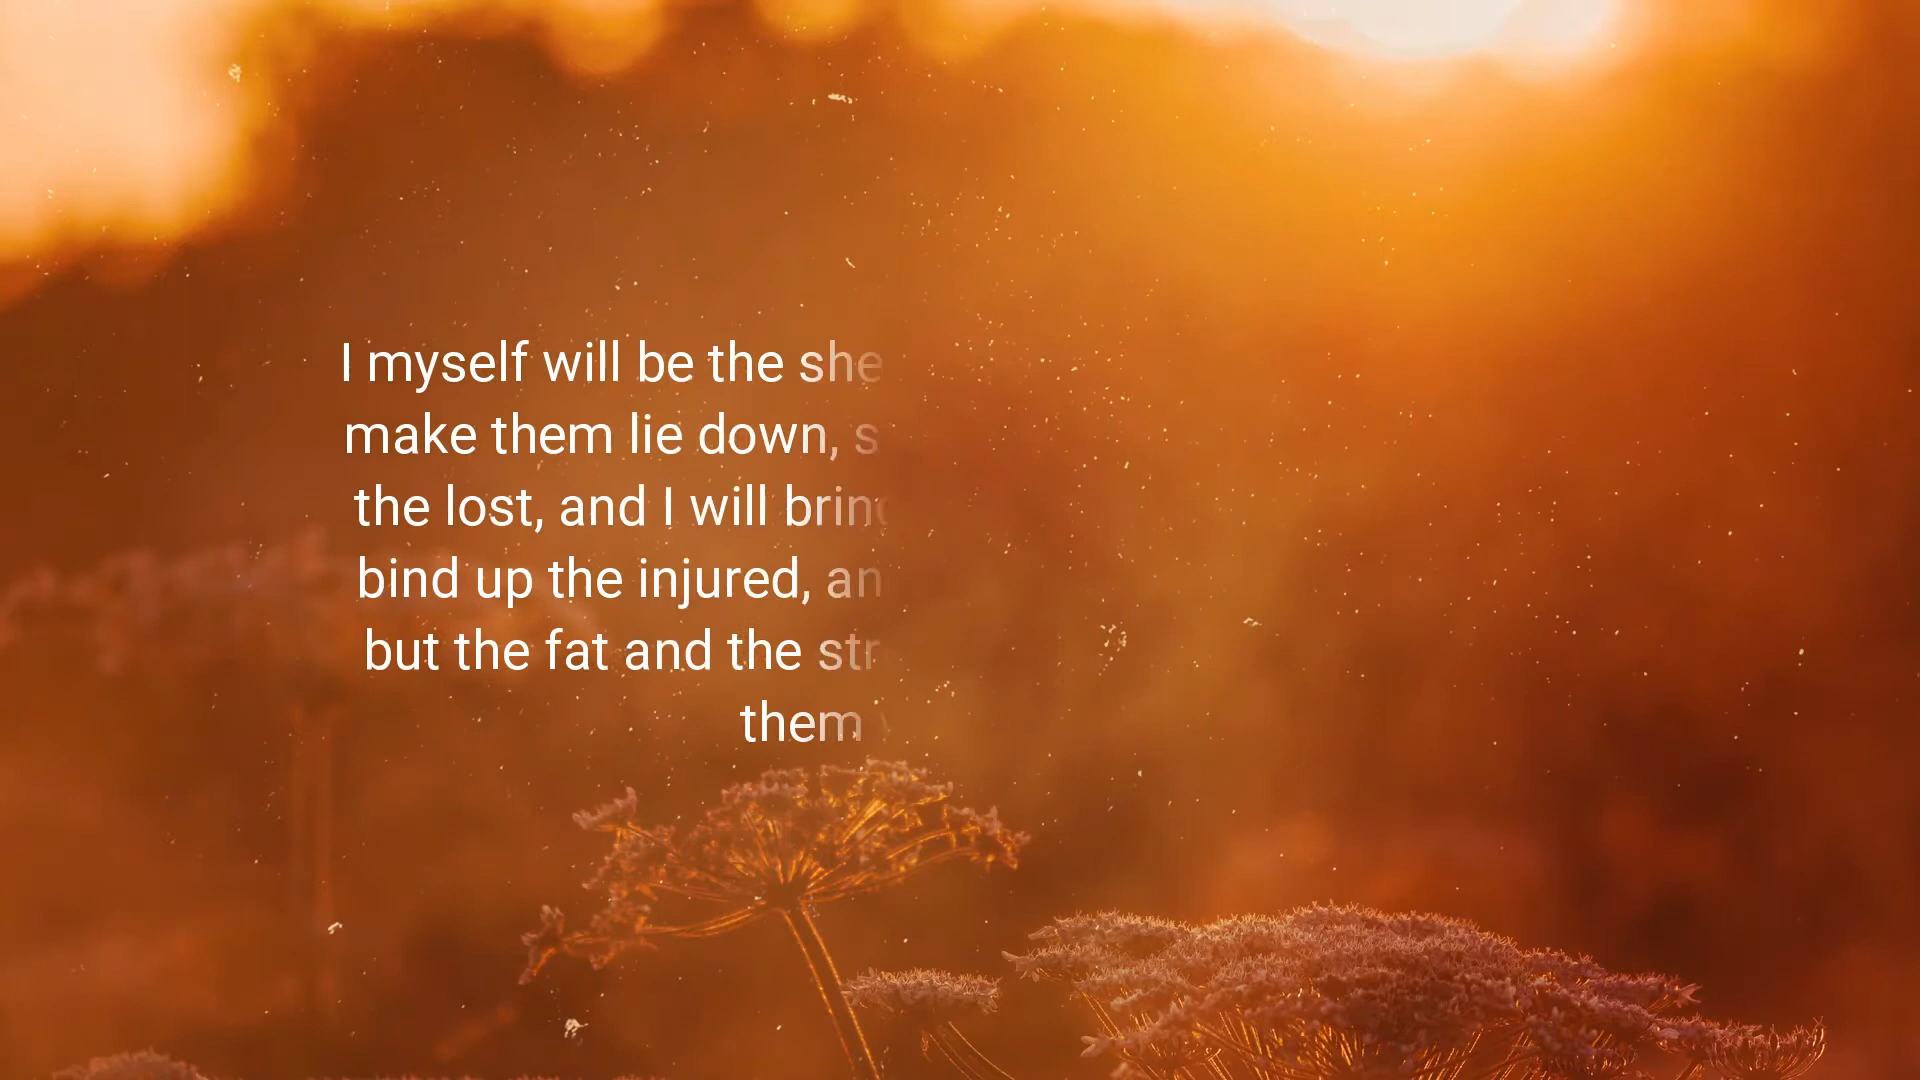 I myself will be the she
make them lie down, s
the lost, and I will brin
bind up the injured, an
but the fat and the str
them